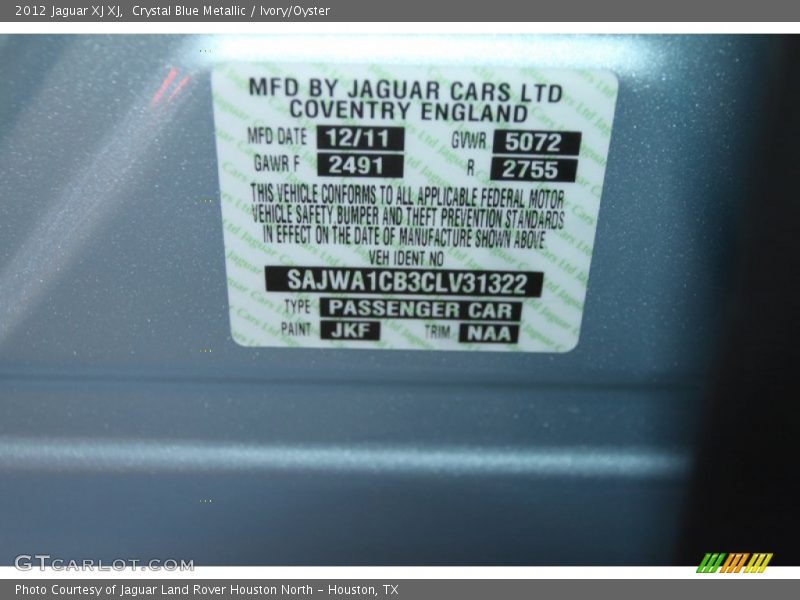 2012 Jaguar XJ XJ, Crystal Blue Metallic / Ivory/Oyster
MFD BY JAGUAR CARS LTD
COVENTRY ENGLAND
MFD DATE 12/11 GVWR 5072
GAWR F 2491 R 2755
THIS VEHICLE CONFORMS TO ALL APPLICABLE FEDERAL MOTOR
VEHICLE SAFETY BUMPER AND THEFT PREVENTION STANDARDS
IN EFFECT ON THE DATE OF MANUFACTURE SHOWN ABOVE
VEH IDENT NO
SAJWA1CB3CLV31322
TYPE PASSENGER CAR
PAINT JKF TRIM NAA
GTCARLOT.COM
Photo Courtesy of Jaguar Land Rover Houston North - Houston, TX